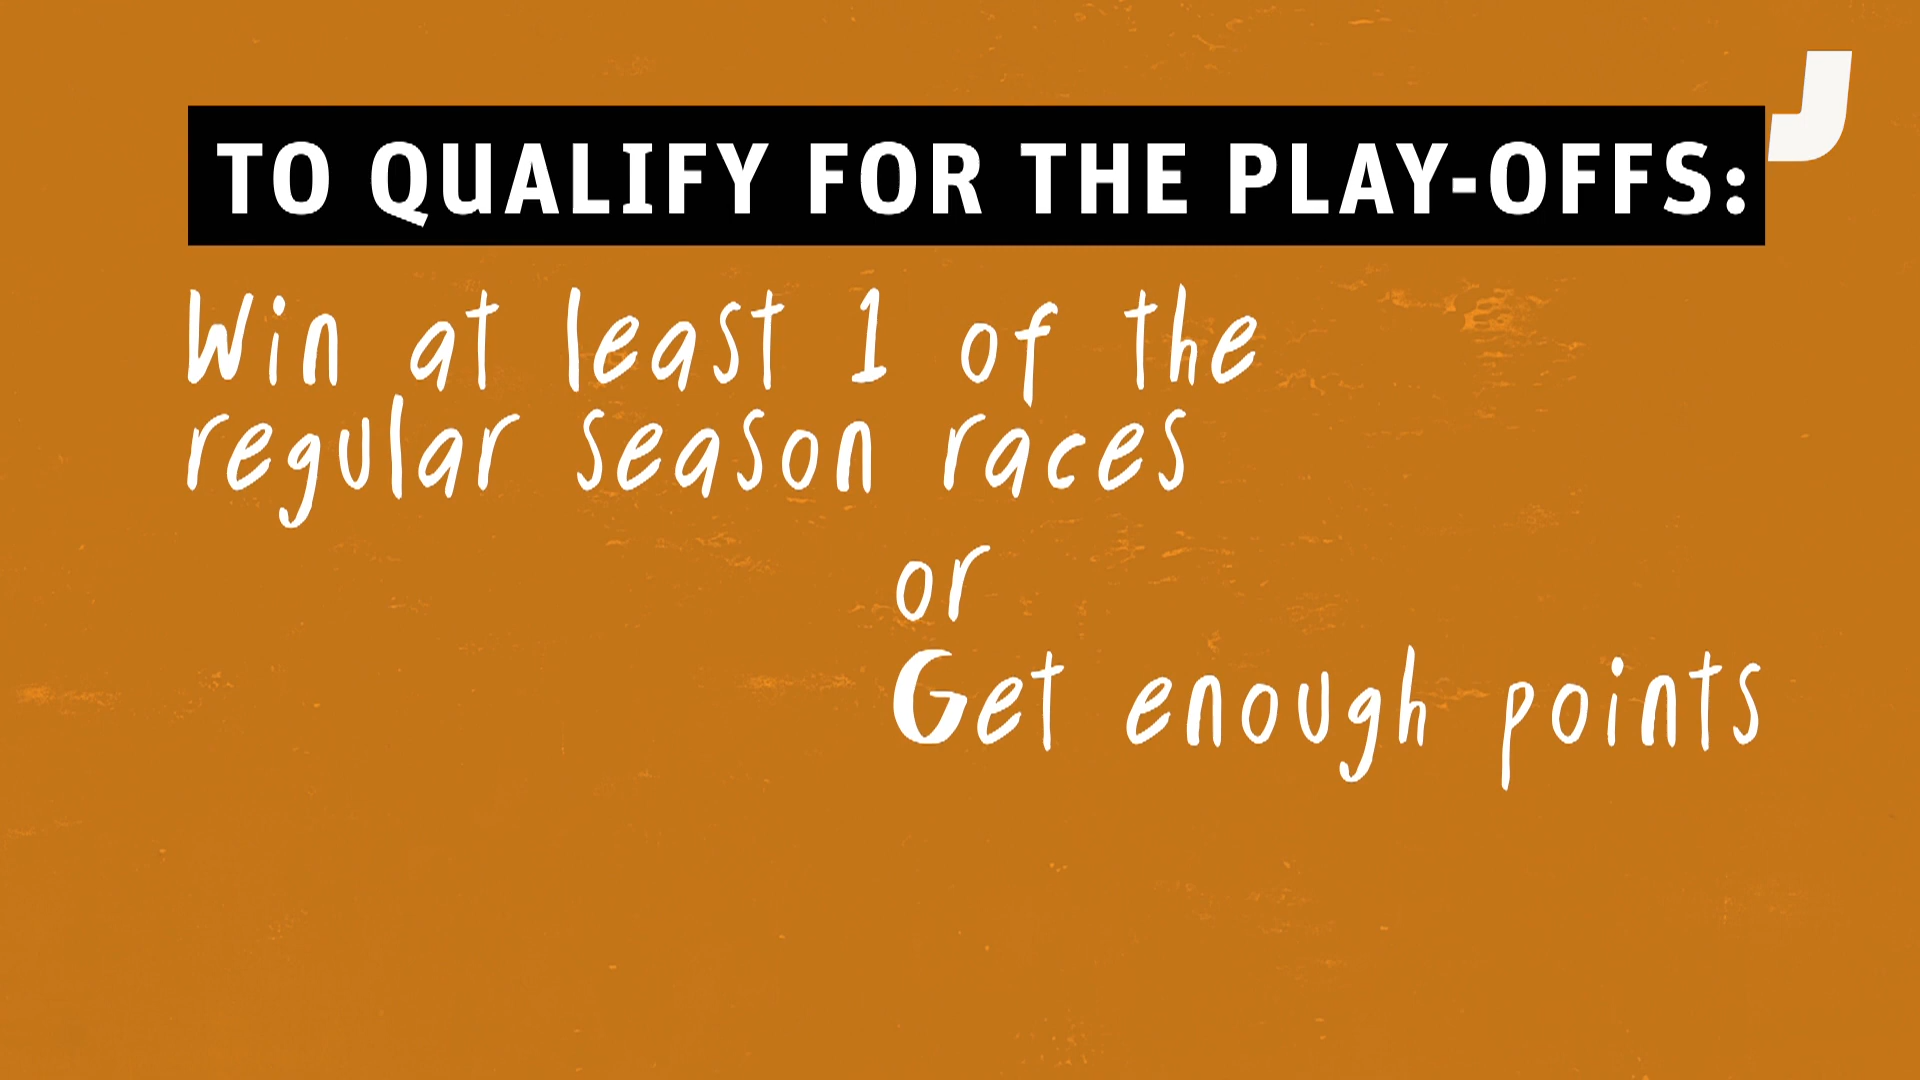 J
TO QUALIFY FOR THE PLAY-OFFS:
Win at least 1 of the
regular season races
or
Get enough points